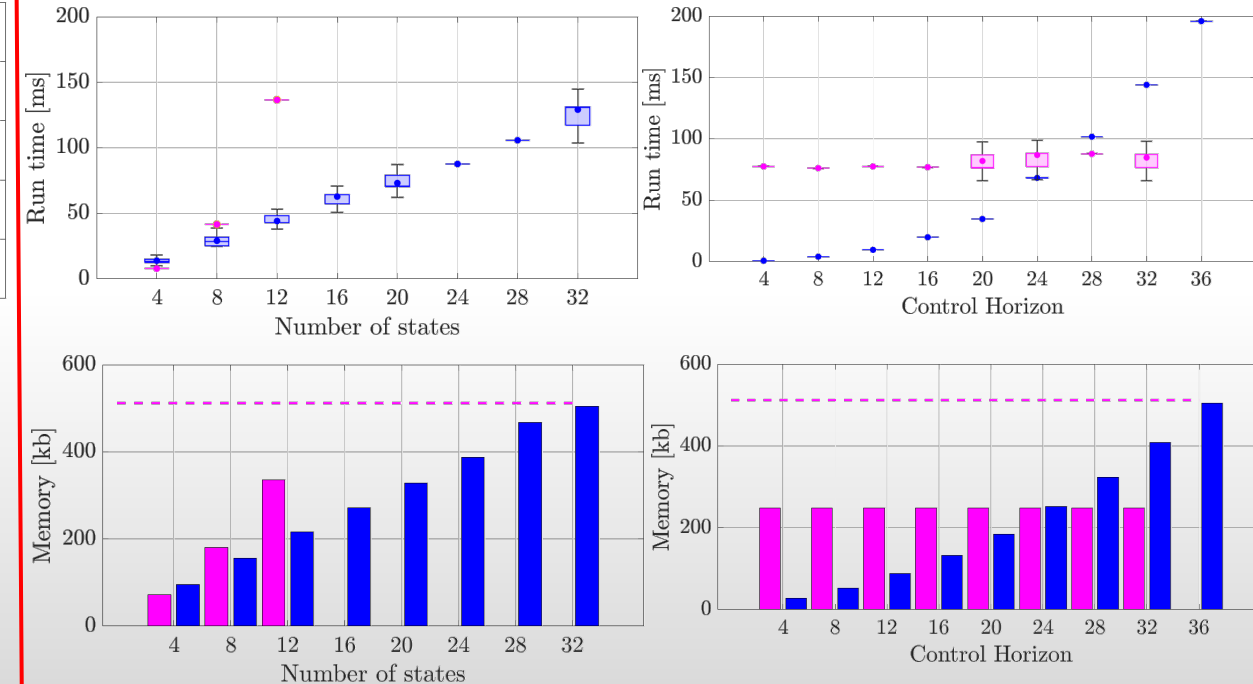 200
150
100
50
0
Run time [ms]
4 8 12 16 20 24 28 32
Number of states
200
150
100
50
0
Run time [ms]
4 8 12 16 20 24 28 32 36
Control Horizon
600
400
200
0
Memory [kb]
4 8 12 16 20 24 28 32
Number of states
600
400
200
0
Memory [kb]
4 8 12 16 20 24 28 32 36
Control Horizon